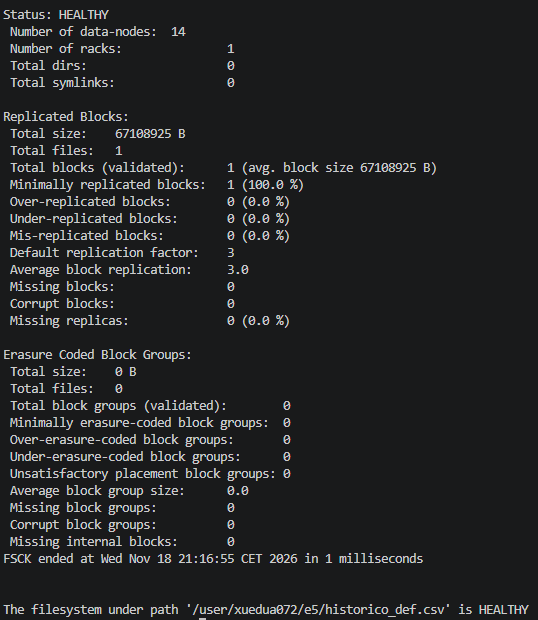 Status: HEALTHY
Number of data-nodes: 14
Number of racks: 1
Total dirs: 0
Total symlinks: 0

Replicated Blocks:
Total size: 67108925 B
Total files: 1
Total blocks (validated): 1 (avg. block size 67108925 B)
Minimally replicated blocks: 1 (100.0 %)
Over-replicated blocks: 0 (0.0 %)
Under-replicated blocks: 0 (0.0 %)
Mis-replicated blocks: 0 (0.0 %)
Default replication factor: 3
Average block replication: 3.0
Missing blocks: 0
Corrupt blocks: 0
Missing replicas: 0 (0.0 %)

Erasure Coded Block Groups:
Total size: 0 B
Total files: 0
Total block groups (validated): 0
Minimally erasure-coded block groups: 0
Over-erasure-coded block groups: 0
Under-erasure-coded block groups: 0
Unsatisfactory placement block groups: 0
Average block group size: 0.0
Missing block groups: 0
Corrupt block groups: 0
Missing internal blocks: 0
FSCK ended at Wed Nov 18 21:16:55 CET 2026 in 1 milliseconds

The filesystem under path '/user/xuedua072/e5/historico_def.csv' is HEALTHY